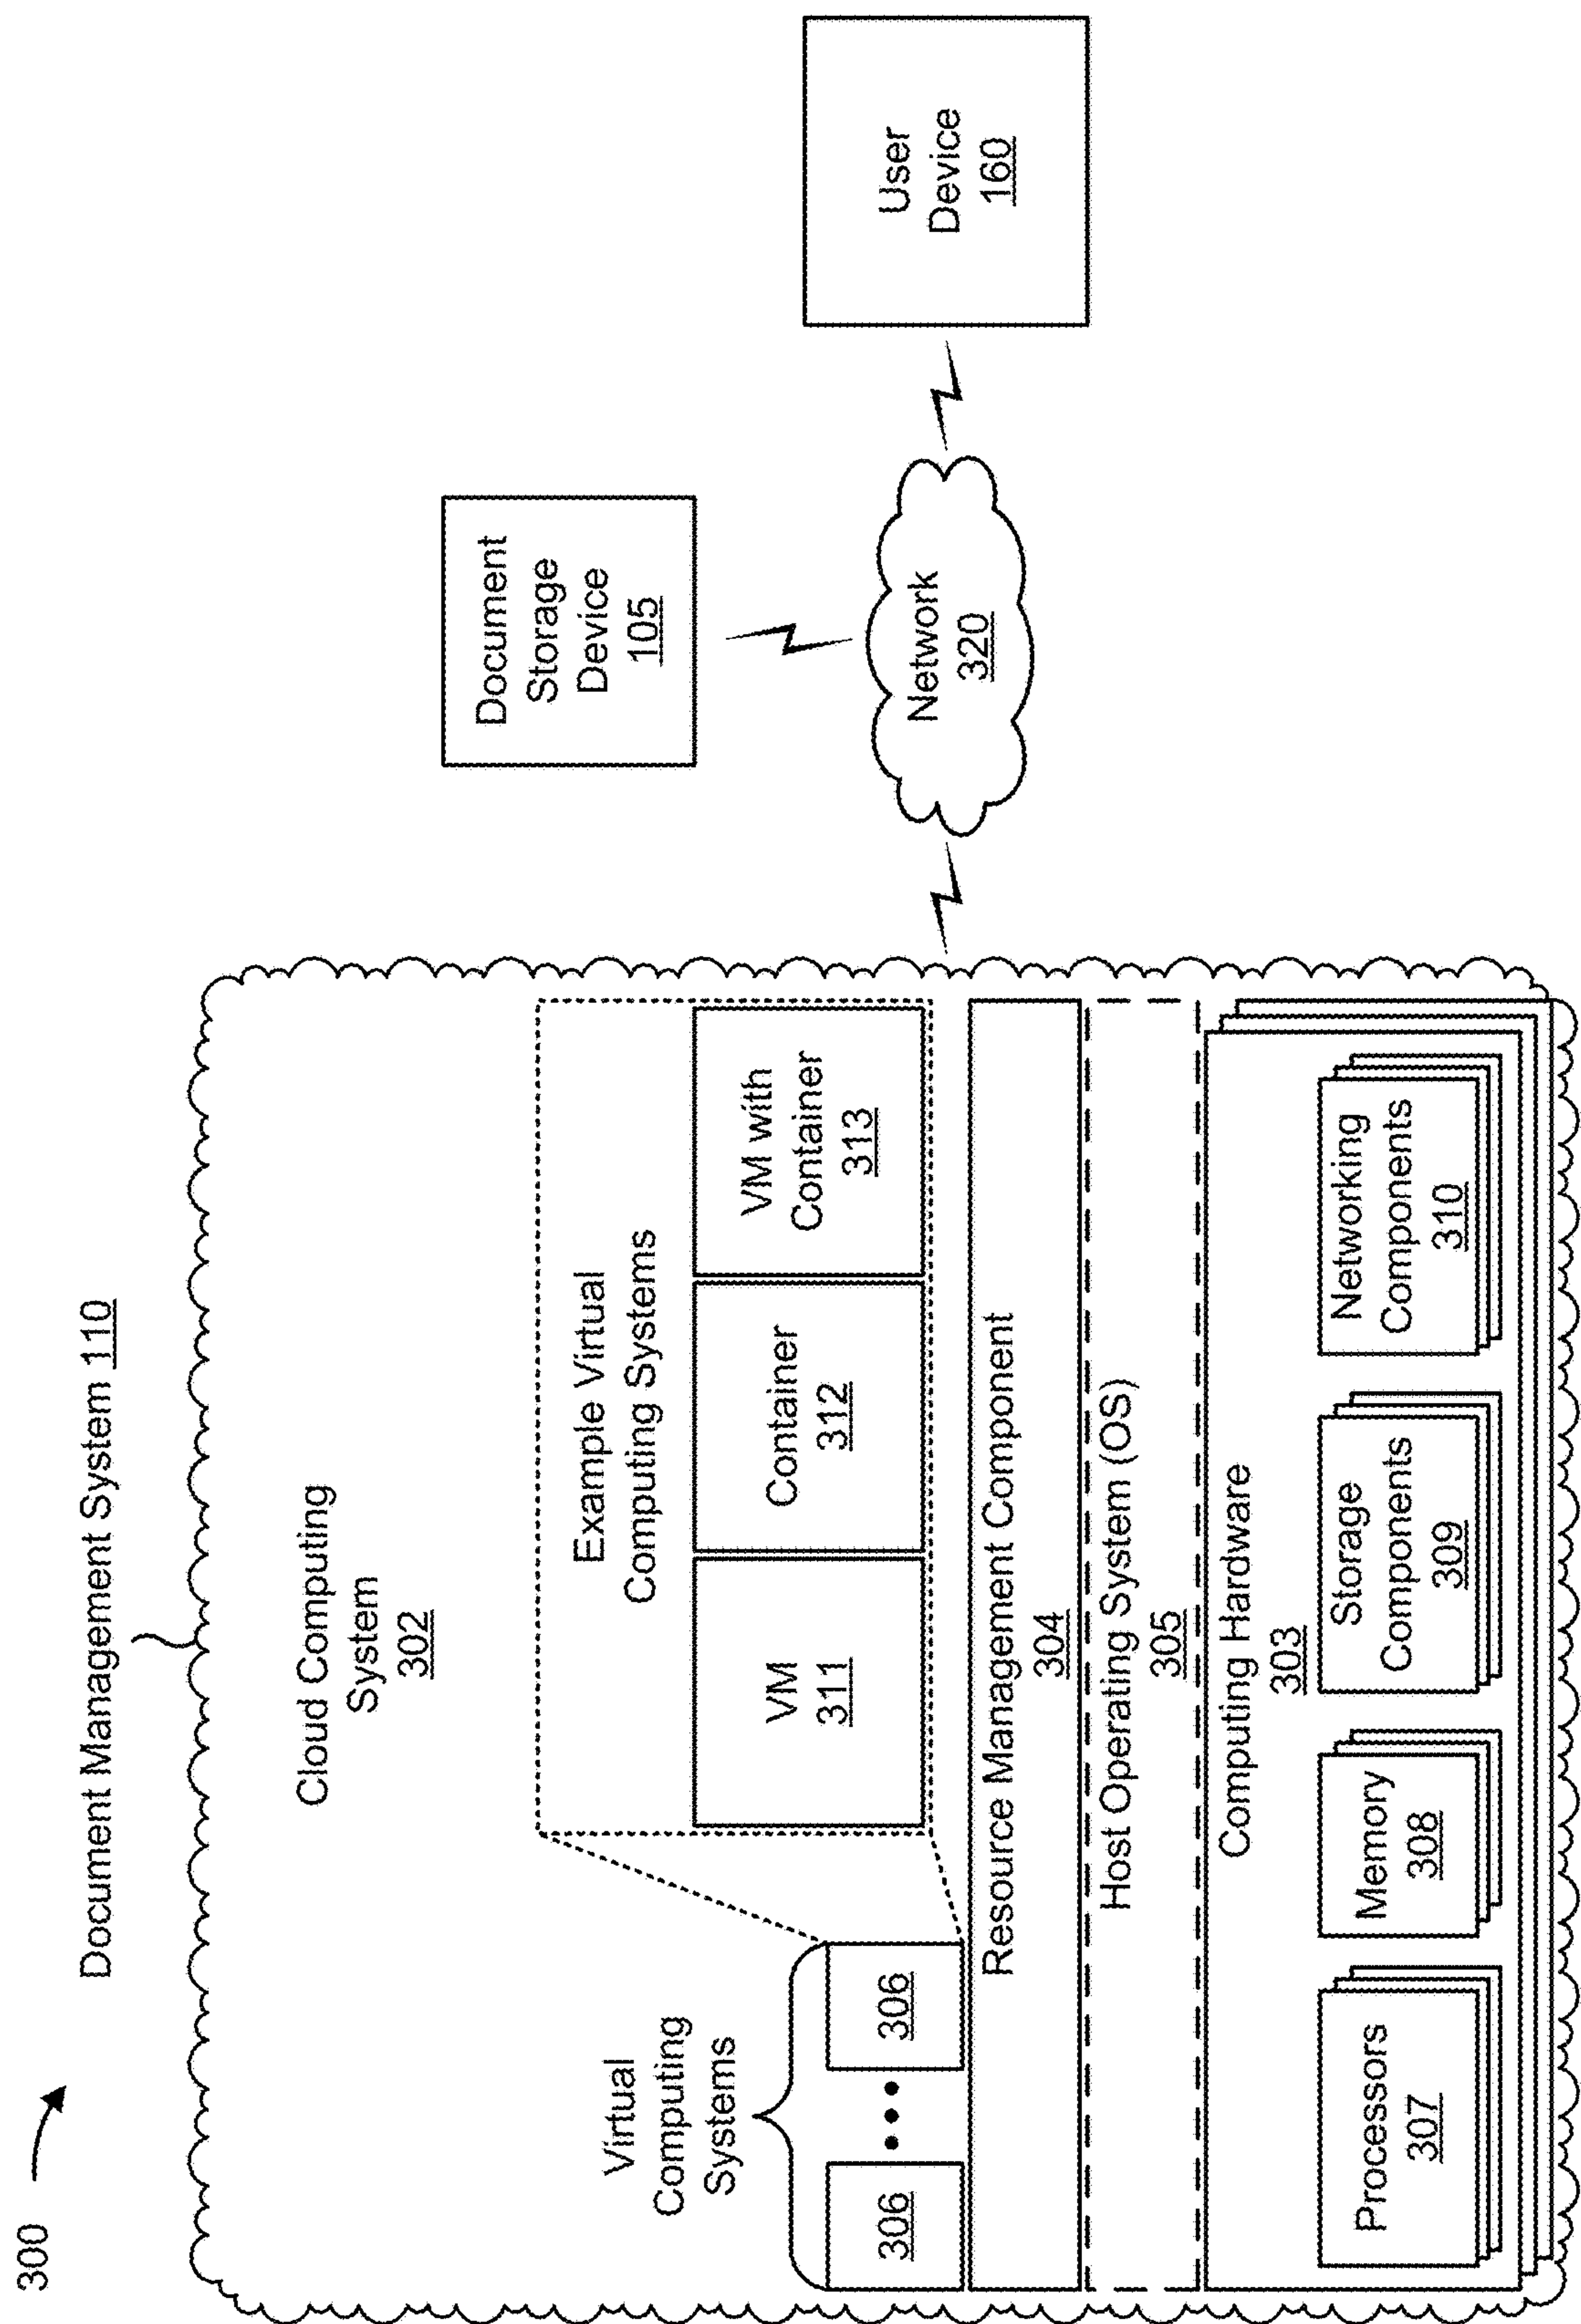 300
Document Management System 110
Cloud Computing
System
302
Virtual
Computing
Systems
306
306
Example Virtual
Computing Systems
VM
311
Container
312
VM with
Container
313
Resource Management Component
304
Host Operating System (OS)
305
Computing Hardware
303
Processors
307
Memory
308
Storage
Components
309
Networking
Components
310
Document
Storage
Device
105
Network
320
User
Device
160